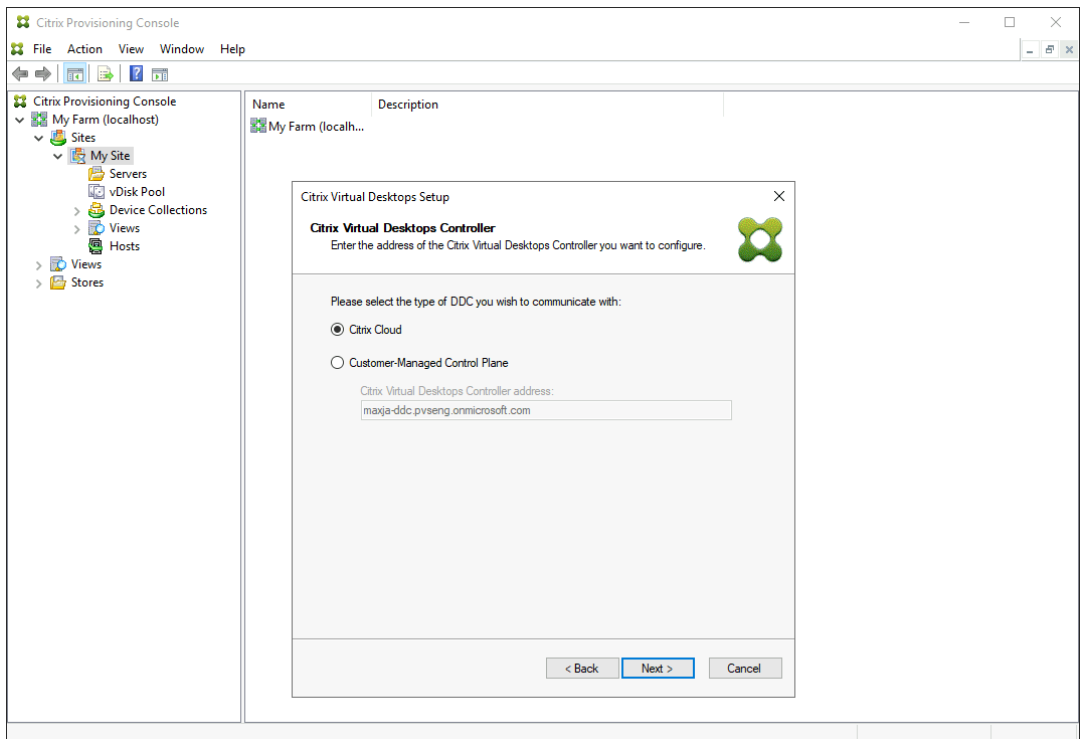 Citrix Provisioning Console
File Action View Window Help
Citrix Provisioning Console
My Farm (localhost)
Sites
My Site
Servers
vDisk Pool
Device Collections
Views
Hosts
Views
Stores
Name Description
My Farm (localh...
Citrix Virtual Desktops Setup
Citrix Virtual Desktops Controller
Enter the address of the Citrix Virtual Desktops Controller you want to configure.
Please select the type of DDC you wish to communicate with:
Citrix Cloud
Customer-Managed Control Plane
Citrix Virtual Desktops Controller address:
maxja-ddc.pvseng.onmicrosoft.com
< Back Next > Cancel